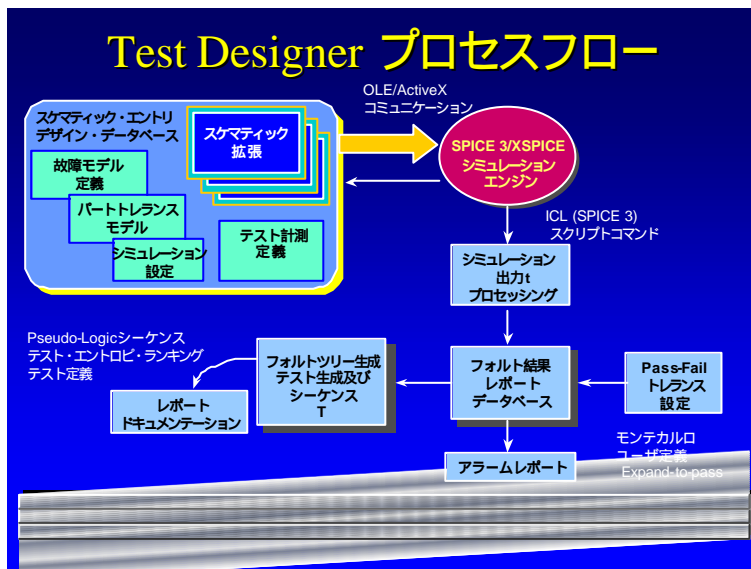 Test Designer プロセスフロー
OLE/ActiveX
コミュニケーション
スケマティック・エントリ
デザイン・データベース
スケマティック
拡張
故障モデル
定義
パートトレランス
モデル
シミュレーション
設定
テスト計測
定義
SPICE 3/XSPICE
シミュレーション
エンジン
ICL (SPICE 3)
スクリプトコマンド
シミュレーション
出力t
プロセッシング
Pseudo-Logicシーケンス
テスト・エントロピ・ランキング
テスト定義
レポート
ドキュメンテーション
フォルトツリー生成
テスト生成及び
シーケンス
T
フォルト結果
レポート
データベース
Pass-Fail
トレランス
設定
アラームレポート
モンテカルロ
ユーザ定義
Expand-to-pass